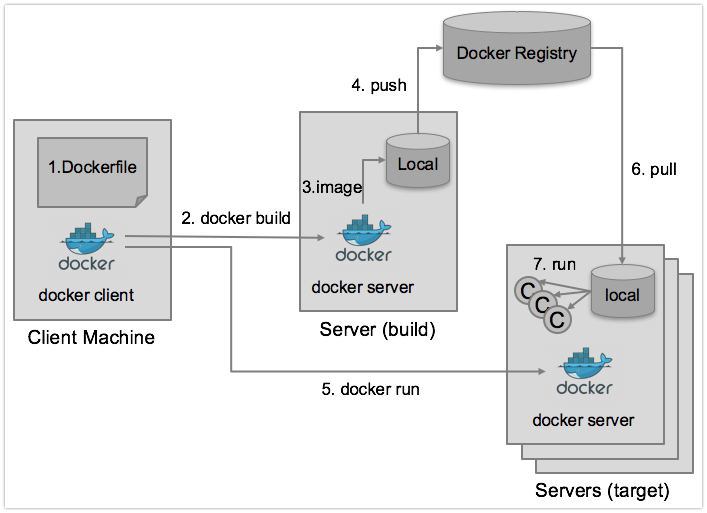 Docker Registry
4. push
1.Dockerfile
Local
3.image
6. pull
2. docker build
docker
docker client
docker
docker server
Client Machine
Server (build)
7. run
C
C
C
local
5. docker run
docker
docker server
Servers (target)